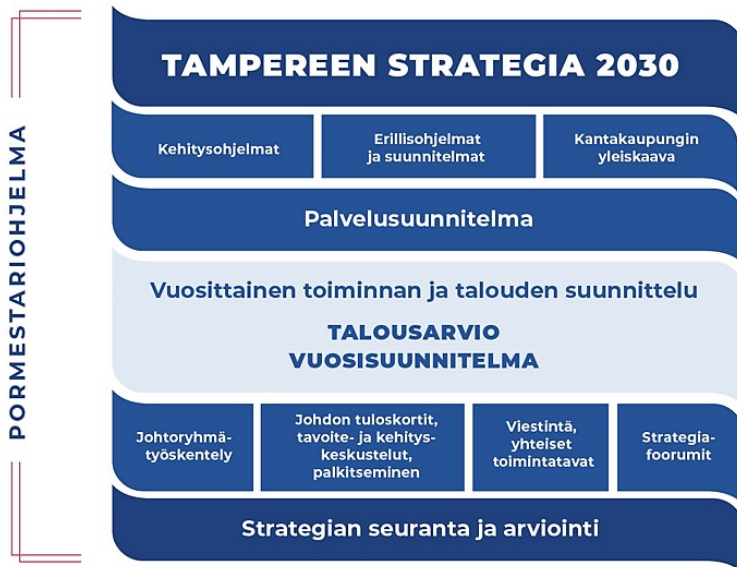 PORMESTARIOHJELMA
TAMPEREEN STRATEGIA 2030
Kehitysohjelmat
Erillisohjelmat
ja suunnitelmat
Kantakaupungin
yleiskaava
Palvelusuunnitelma
Vuosittainen toiminnan ja talouden suunnittelu
TALOUSARVIO
VUOSISUUNNITELMA
Johtoryhmä-
työskentely
Johdon tuloskortit,
tavoite- ja kehitys-
keskustelut,
palkitseminen
Viestintä,
yhteiset
toimintatavat
Strategia-
foorumit
Strategian seuranta ja arviointi